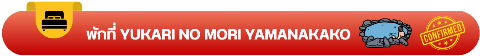 พักที่ YUKARI NO MORI YAMANAKAKO
CONFIRMED